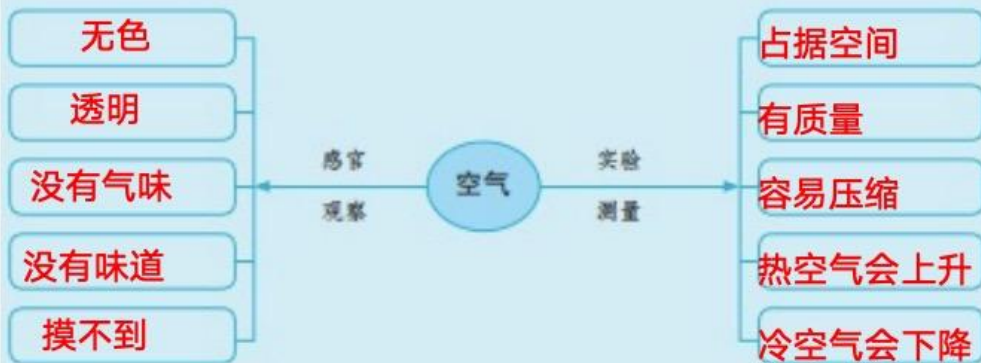 无色
透明
没有气味
没有味道
摸不到
感官
观察
空气
实验
测量
占据空间
有质量
容易压缩
热空气会上升
冷空气会下降